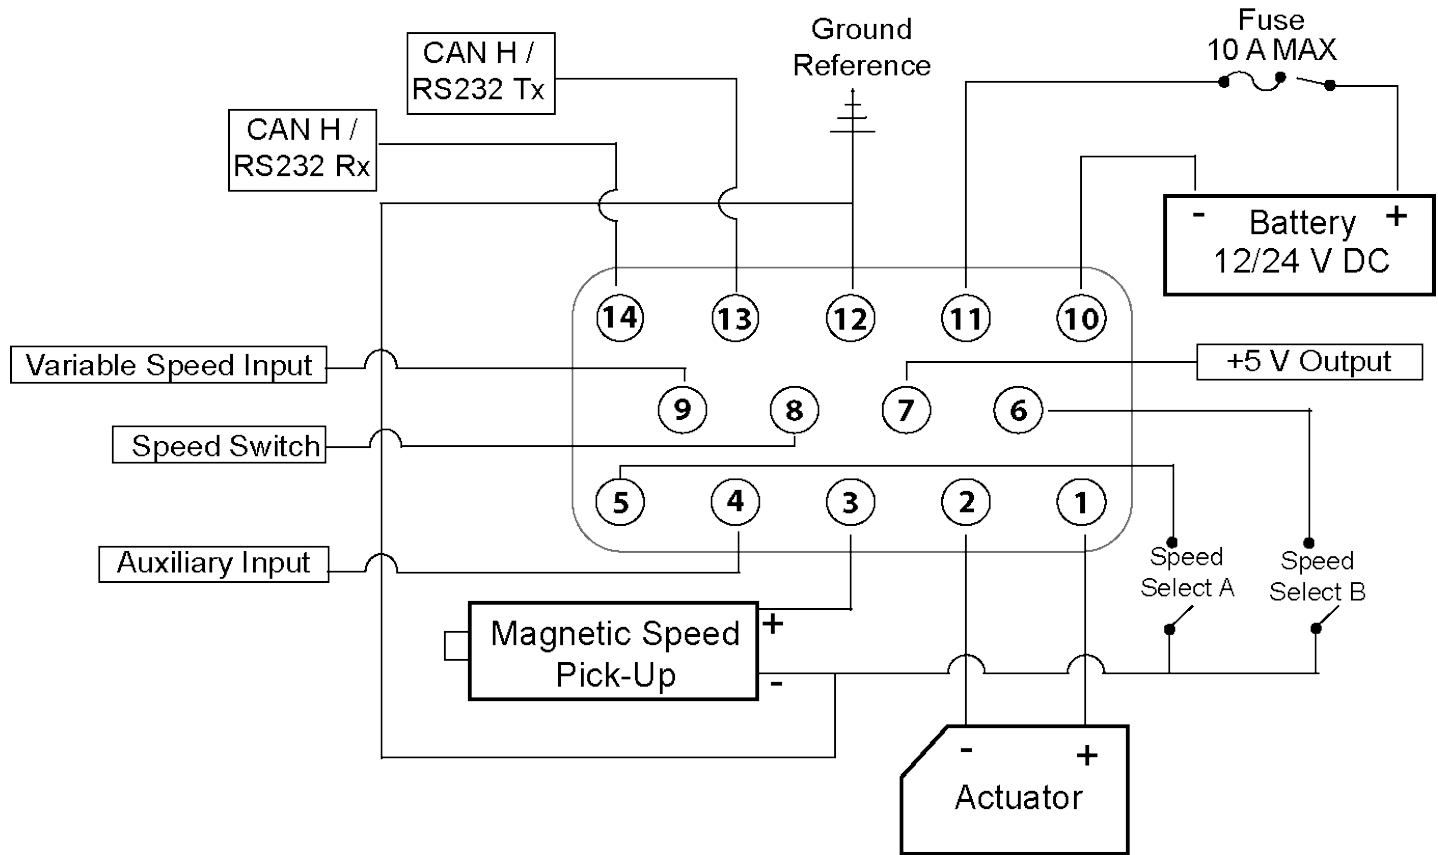 Fuse
10 A MAX
Ground
Reference
CAN H /
RS232 Tx
CAN H /
RS232 Rx
- Battery +
12/24 V DC
14 13 12 11 10
Variable Speed Input
+5 V Output
9 8 7 6
Speed Switch
5 4 3 2 1
Auxiliary Input
Speed
Select A
Speed
Select B
Magnetic Speed
Pick-Up
+
-
- +
Actuator